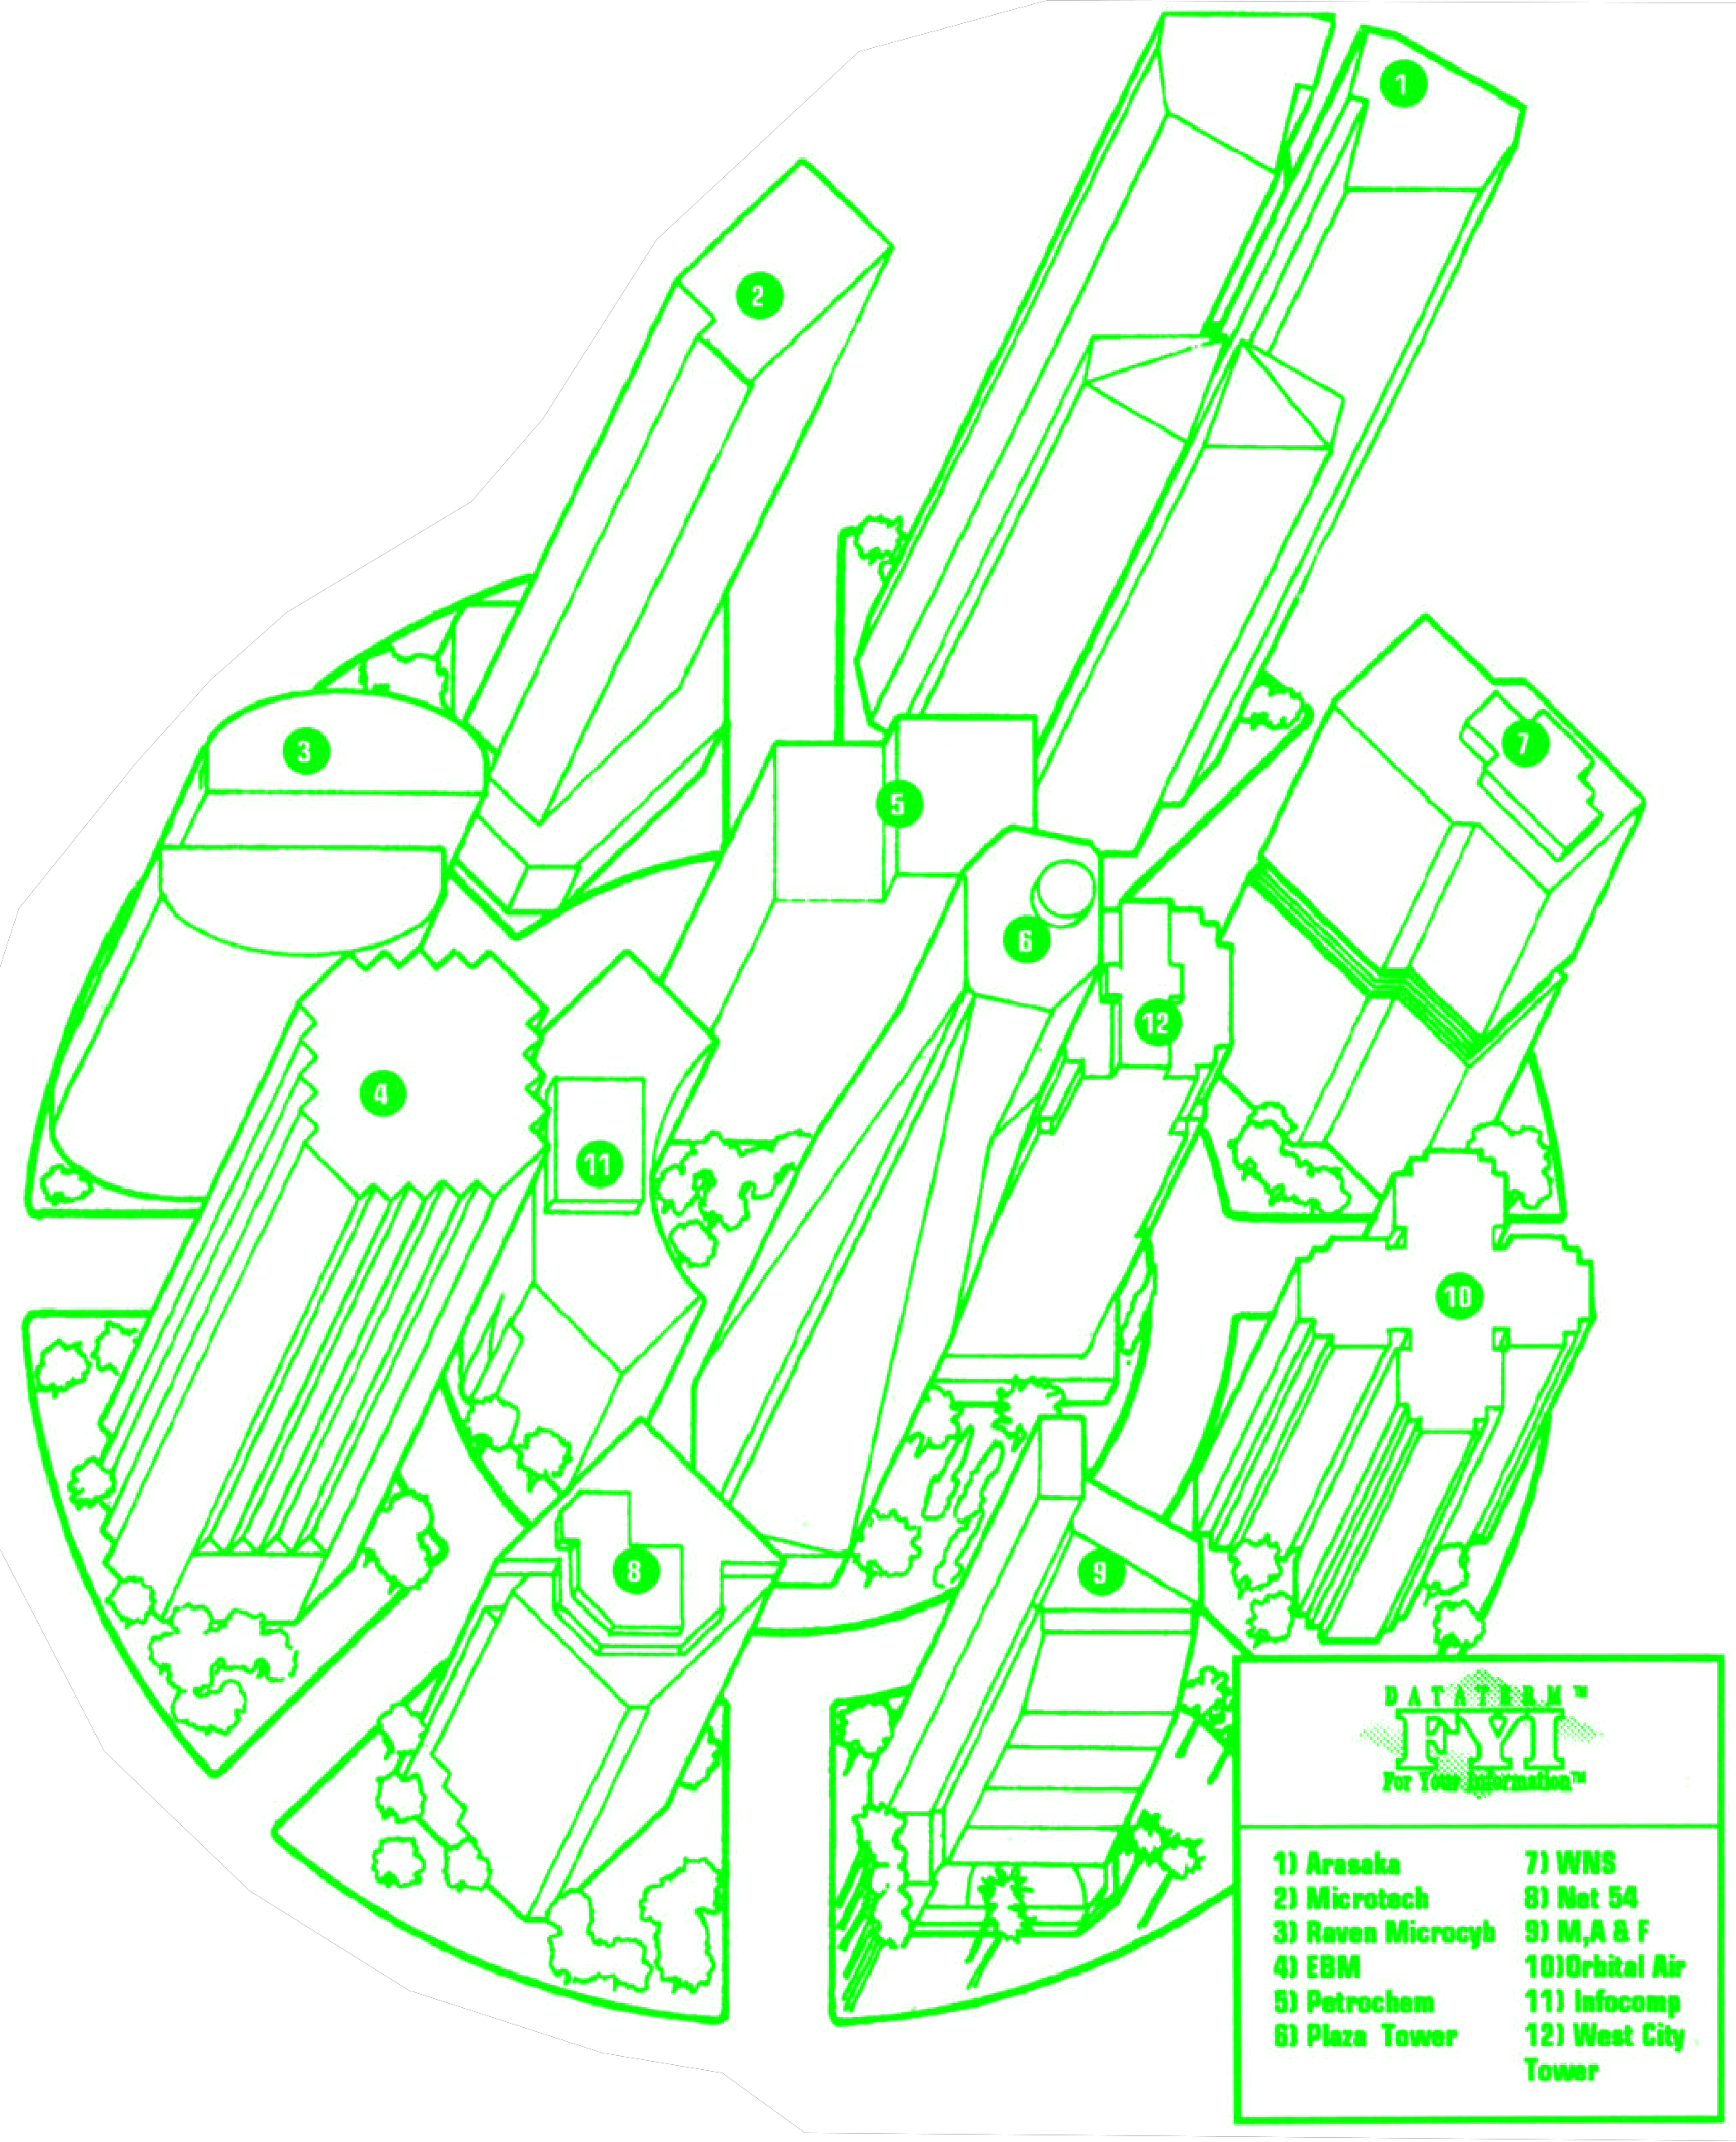 1
2
7
3
5
6
12
4
11
10
8
9
DATATERM™
FYI
For Your Information™
1) Arasaka
2) Microtech
3) Raven Microcyb
4) EBM
5) Petrochem
6) Plaza Tower
7) WNS
8) Net 54
9) M,A & F
10)Orbital Air
11) Infocomp
12) West City
Tower